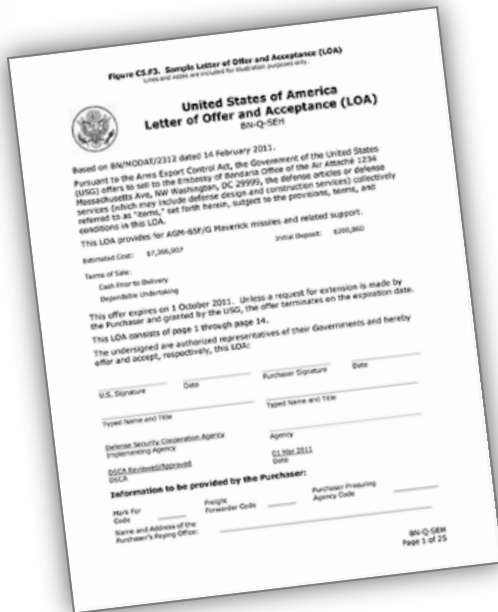 Figure C5.F3. Sample Letter of Offer and Acceptance (LOA)
Lines and notes are included for illustration purposes only.
United States of America
Letter of Offer and Acceptance (LOA)
BN-Q-SEH
Based on BN/MODAT/2312 dated 14 February 2011.
Pursuant to the Arms Export Control Act, the Government of the United States
(USG) offers to sell to the Embassy of Bandaria Office of the Air Attaché 1234
Massachusetts Ave, NW Washington, DC 29999, the defense articles or defense
services (which may include defense design and construction services) collectively
referred to as "items," set forth herein, subject to the provisions, terms, and
conditions in this LOA.
This LOA provides for AGM-65F/G Maverick missiles and related support.
Estimated Cost: Initial Deposit:
Terms of Sale:
Cash Prior to Delivery
Dependable Undertaking
This offer expires on 1 October 2011. Unless a request for extension is made by
the Purchaser and granted by the USG, the offer terminates on the expiration date.
This LOA consists of page 1 through page 14.
The undersigned are authorized representatives of their Governments and hereby
offer and accept, respectively, this LOA:
U.S. Signature Date Purchaser Signature Date
Typed Name and Title Typed Name and Title
Defense Security Cooperation Agency
Implementing Agency Agency
DSCA Reviewed/Approved 01 Mar 2011
DSCA Date
Information to be provided by the Purchaser:
Mark For Code Freight Forwarder Code Purchaser Procuring Agency Code
Name and Address of the
Purchaser's Paying Office:
BN-Q-SEH
Page 1 of 25